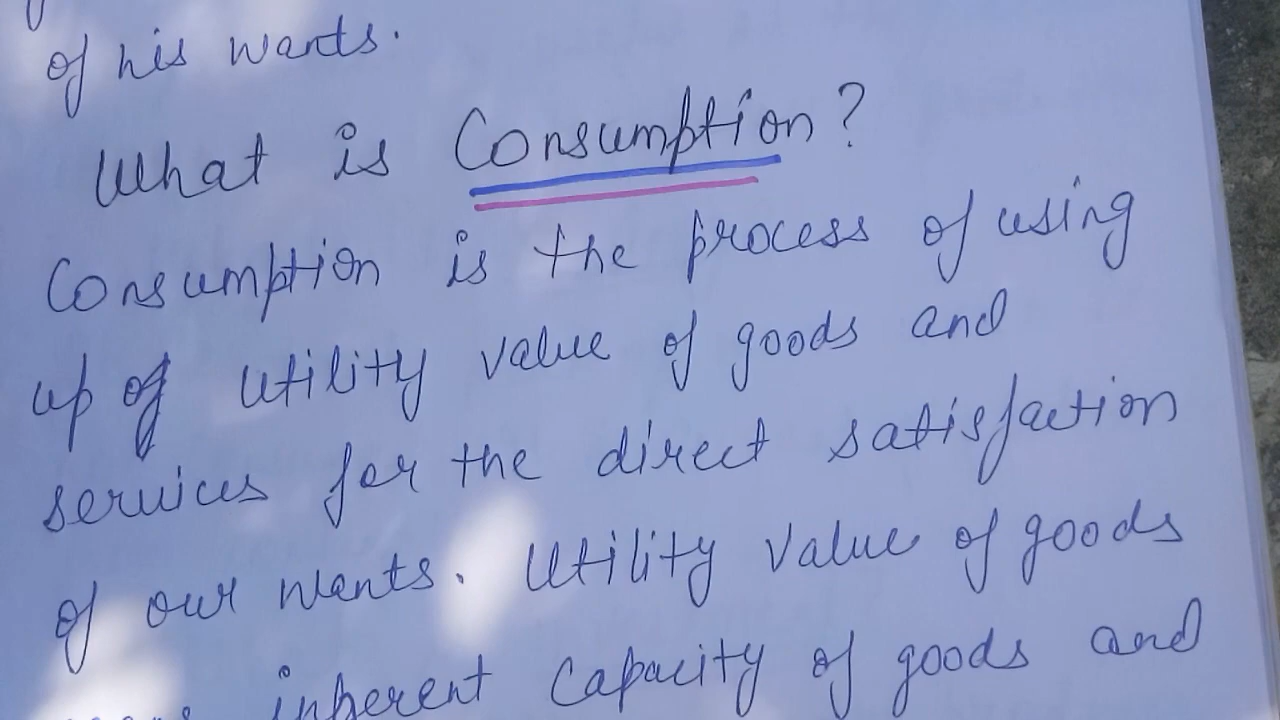 of his wants.
What is Consumption?
Consumption is the process of using
up of utility value of goods and
services for the direct satisfaction
of our wants. Utility value of goods
inherent capacity of goods and